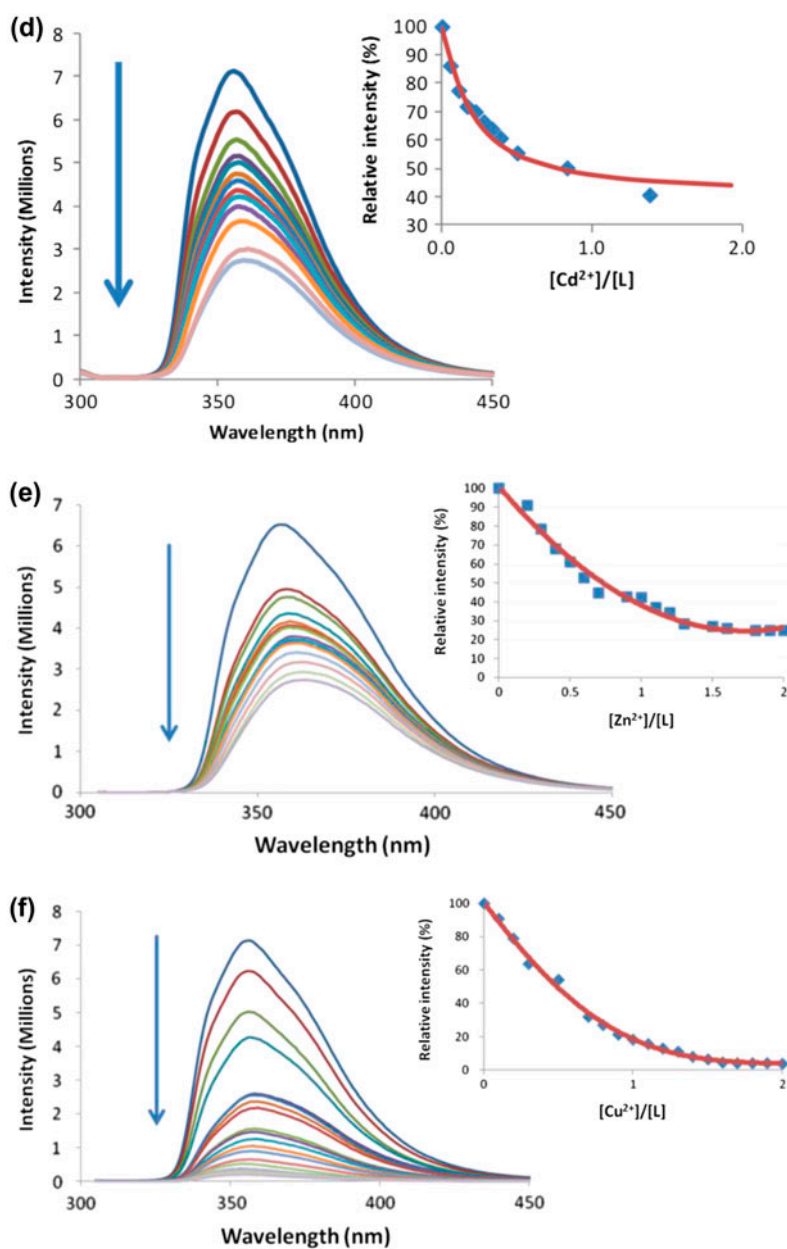 (d)
8
7
6
5
4
3
2
1
0
Intensity (Millions)
300 350 400 450
Wavelength (nm)
100
90
80
70
60
50
40
30
Relative intensity (%)
0.0 1.0 2.0
[Cd²⁺]/[L]
(e)
7
6
5
4
3
2
1
0
Intensity (Millions)
300 350 400 450
Wavelength (nm)
100
90
80
70
60
50
40
30
20
10
0
Relative intensity (%)
0 0.5 1 1.5 2
[Zn²⁺]/[L]
(f)
8
7
6
5
4
3
2
1
0
Intensity (Millions)
300 350 400 450
Wavelength (nm)
100
80
60
40
20
0
Relative intensity (%)
0 1 2
[Cu²⁺]/[L]